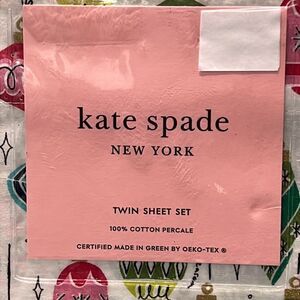 kate spade
NEW YORK
TWIN SHEET SET
100% COTTON PERCALE
CERTIFIED MADE IN GREEN BY OEKO-TEX ®